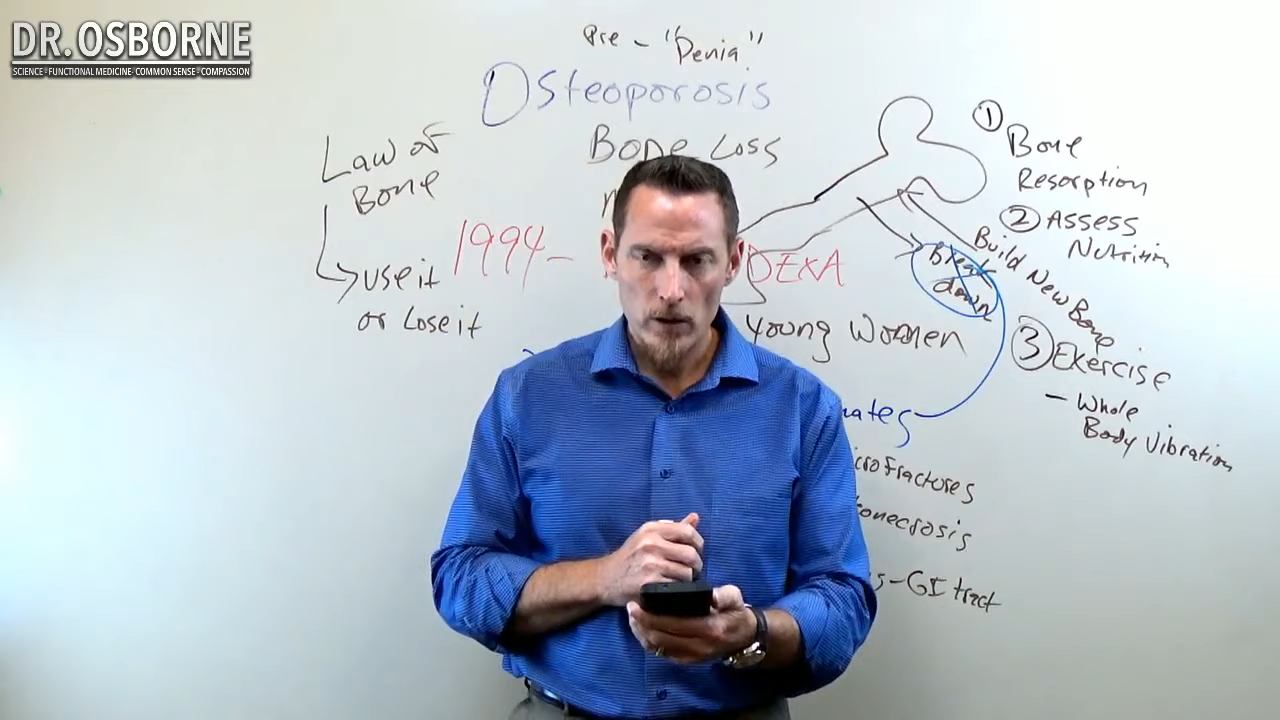 DR. OSBORNE
SCIENCE - FUNCTIONAL MEDICINE - COMMON SENSE - COMPASSION
Pre - "Penia"
Osteoporosis
Bone Loss
Law of
Bone
Use it
or Lose it
1994 -
DEXA
Young Women
Break
down
Build New Bone
1 Bone
Resorption
2 Assess
Nutrition
3 Exercise
- Whole
Body Vibration
GI tract